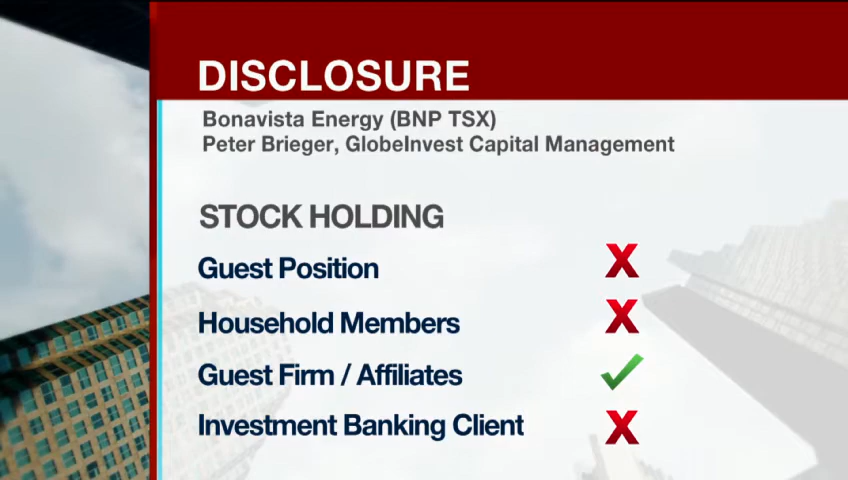 DISCLOSURE
Bonavista Energy (BNP TSX)
Peter Brieger, GlobeInvest Capital Management
STOCK HOLDING
Guest Position
Household Members
Guest Firm / Affiliates
Investment Banking Client